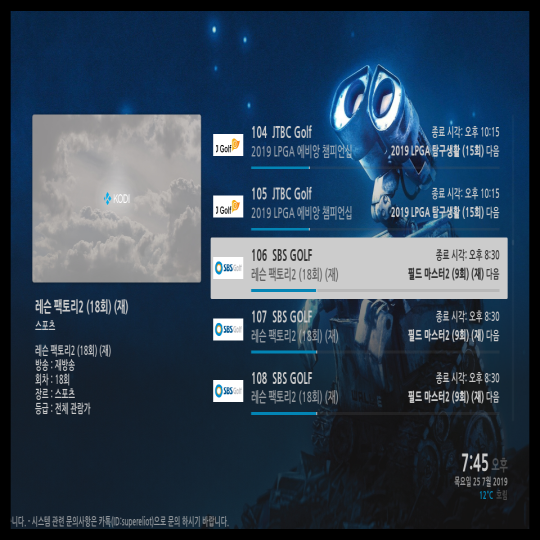 104 JTBC Golf
종료 시각: 오후 10:15
J Golf
2019 LPGA 에비앙 챔피언십
2019 LPGA 탐구생활 (15회) 다음
105 JTBC Golf
종료 시각: 오후 10:15
J Golf
2019 LPGA 에비앙 챔피언십
2019 LPGA 탐구생활 (15회) 다음
KODI
106 SBS GOLF
종료 시각: 오후 8:30
SBS Golf
레슨 팩토리2 (18회) (재)
필드 마스터2 (9회) (재) 다음
107 SBS GOLF
종료 시각: 오후 8:30
SBS Golf
레슨 팩토리2 (18회) (재)
필드 마스터2 (9회) (재) 다음
108 SBS GOLF
종료 시각: 오후 8:30
SBS Golf
레슨 팩토리2 (18회) (재)
필드 마스터2 (9회) (재) 다음
레슨 팩토리2 (18회) (재)
스포츠
레슨 팩토리2 (18회) (재)
방송 : 재방송
회차 : 18회
장르 : 스포츠
등급 : 전체 관람가
7:45 오후
목요일 25 7월 2019
12°C 흐림
니다. - 시스템 관련 문의사항은 카톡(ID:supereliot)으로 문의 하시기 바랍니다.